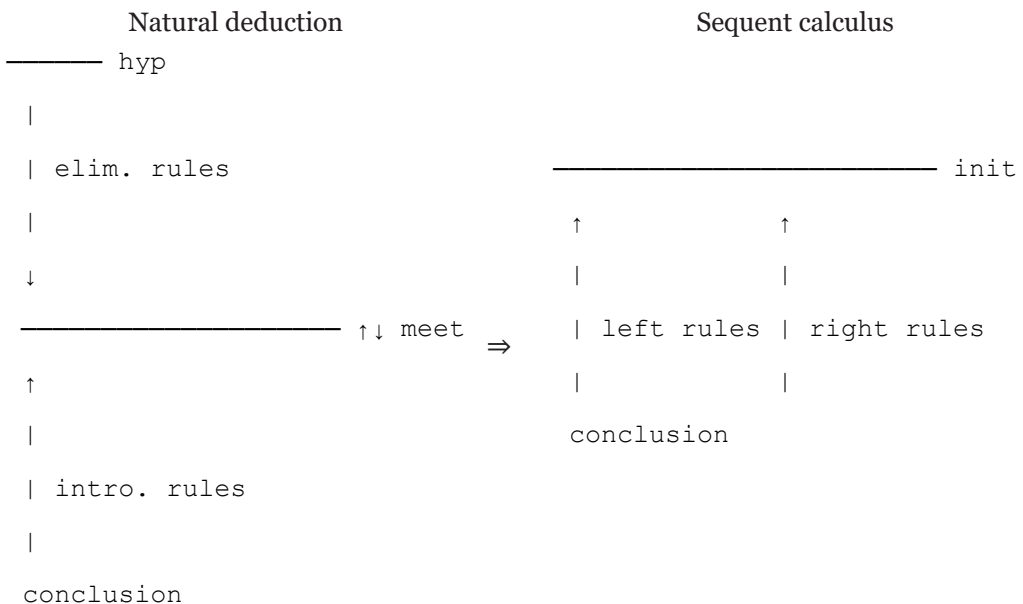 Natural deduction
────── hyp
|
| elim. rules
|
↓
──────────────────── ↑↓ meet
↑
|
| intro. rules
|
conclusion
⇒
Sequent calculus
──────────────────────── init
↑ ↑
| |
| left rules | right rules
| |
conclusion